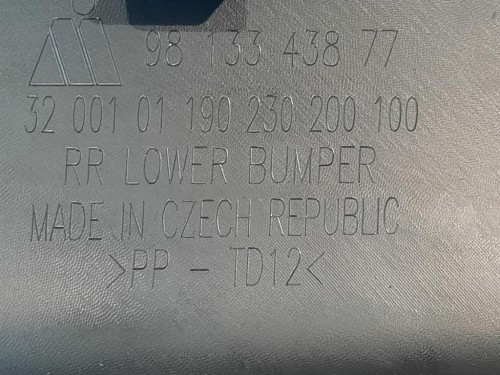 98 133 438 77
32 001 01 190 230 200 100
RR LOWER BUMPER
MADE IN CZECH REPUBLIC
>PP - TD12<